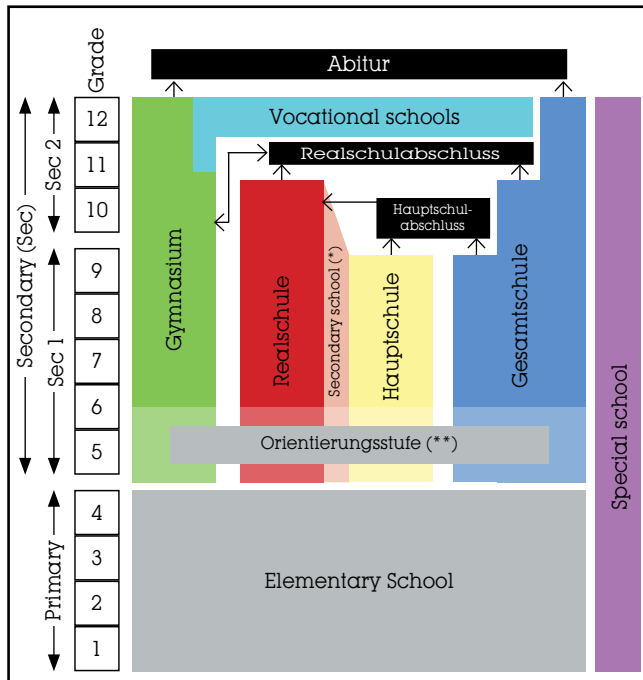 Grade
Abitur
12
11
10
9
8
7
6
5
4
3
2
1
Secondary (Sec)
Sec 2
Sec 1
Primary
Vocational schools
Realschulabschluss
Hauptschul-
abschluss
Gymnasium
Realschule
Secondary school (*)
Hauptschule
Gesamtschule
Special school
Orientierungsstufe (**)
Elementary School